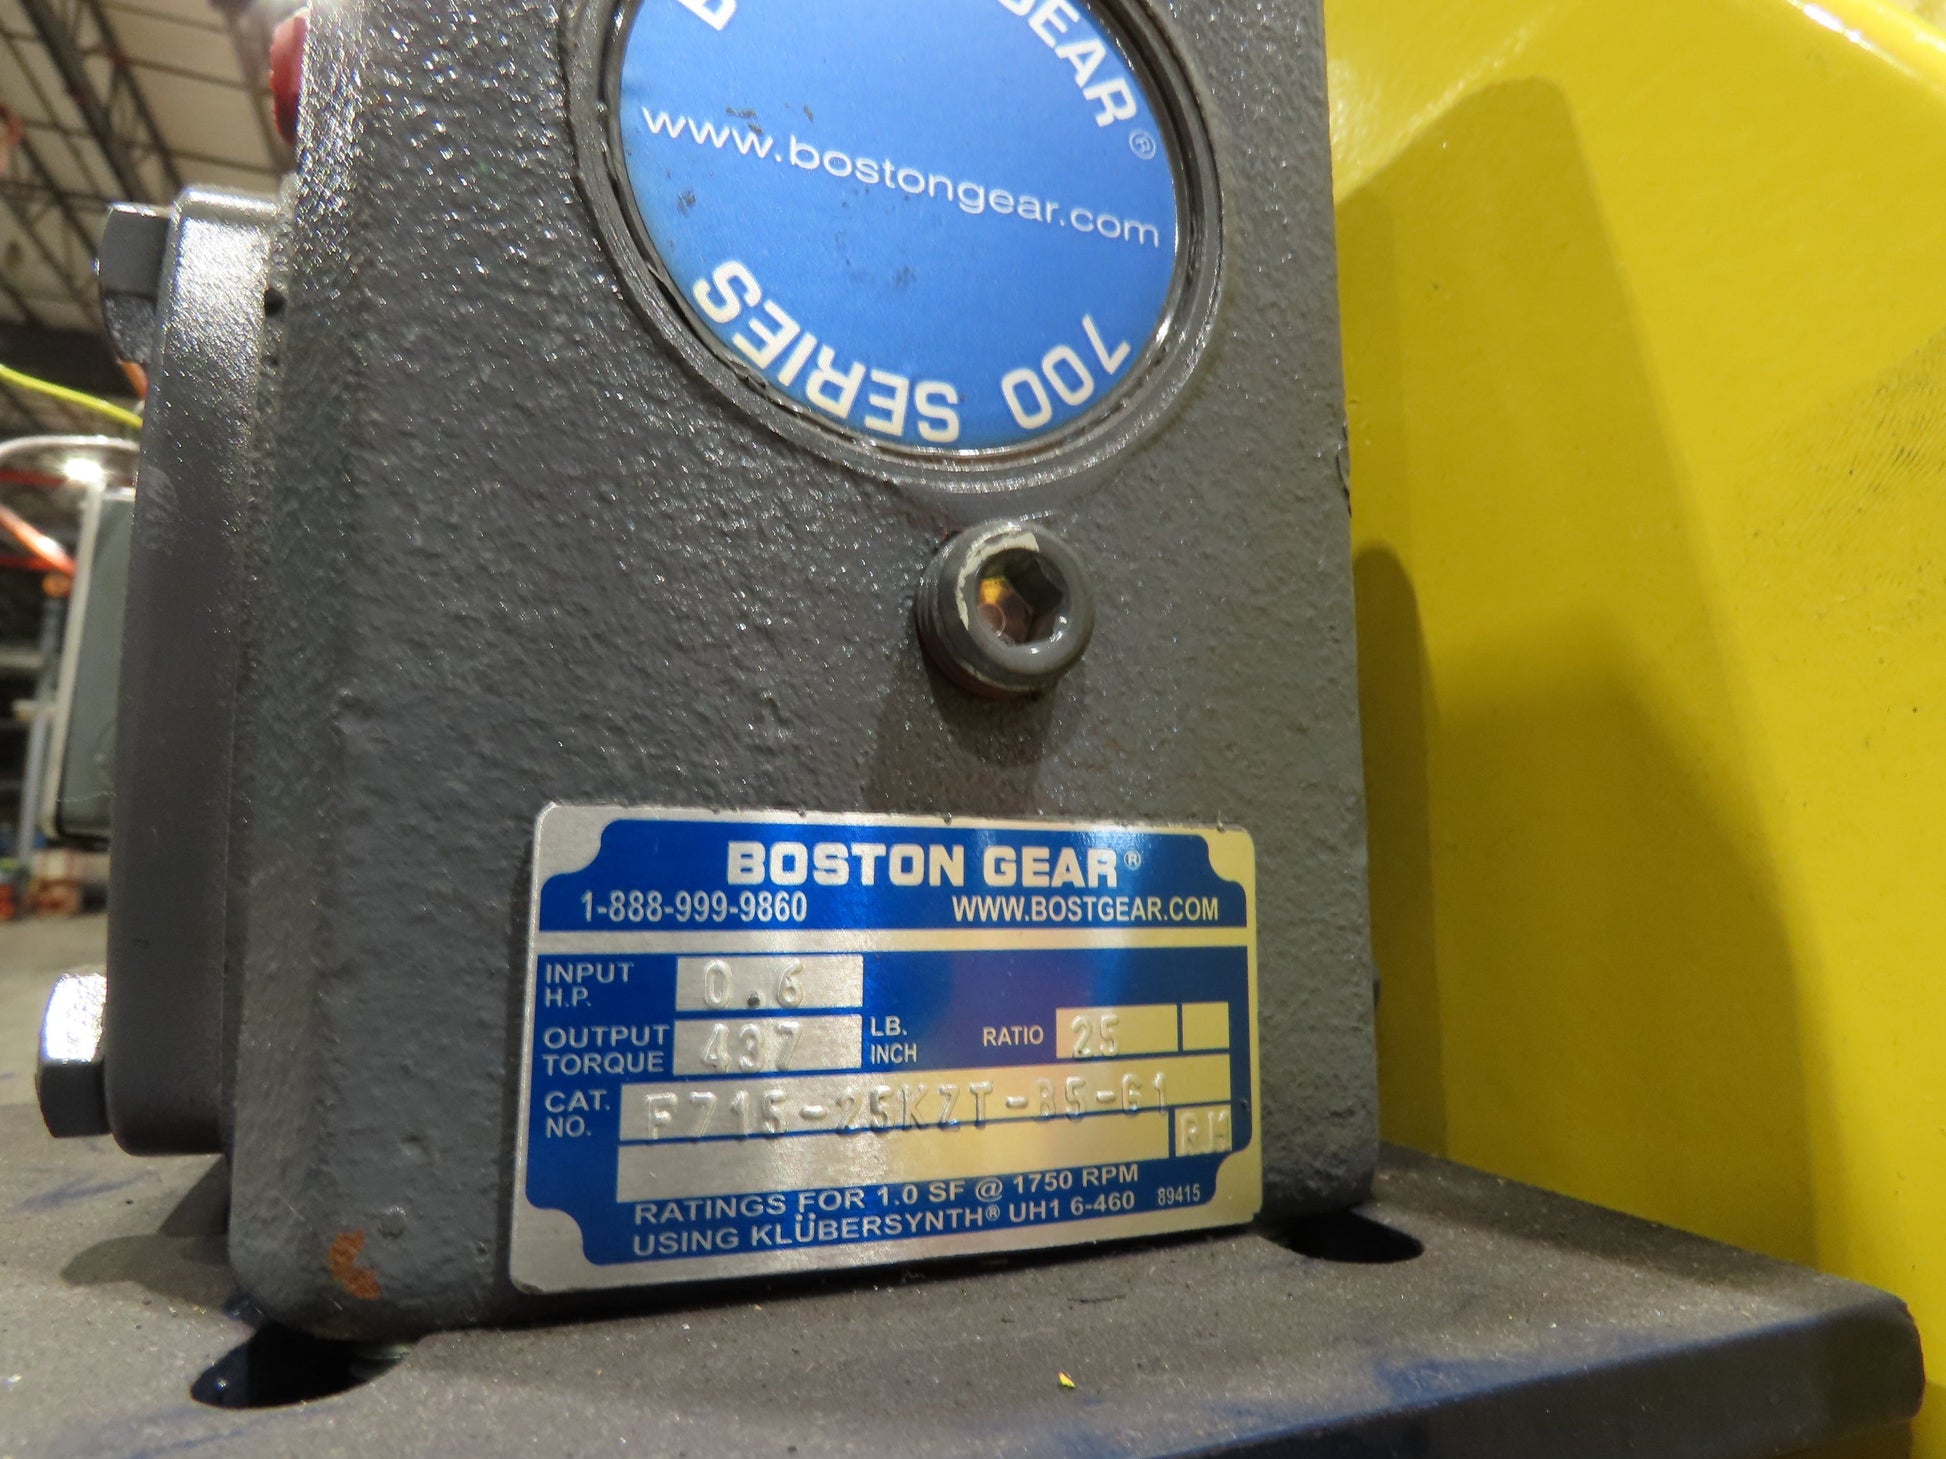 GEAR®
www.bostongear.com
700 SERIES
BOSTON GEAR®
1-888-999-9860 WWW.BOSTGEAR.COM
INPUT H.P. 0.6
OUTPUT TORQUE 437 LB. INCH RATIO 25
CAT. NO. F715-25KZT-B5-G1
RM
RATINGS FOR 1.0 SF @ 1750 RPM
USING KLÜBERSYNTH® UH1 6-460 89415